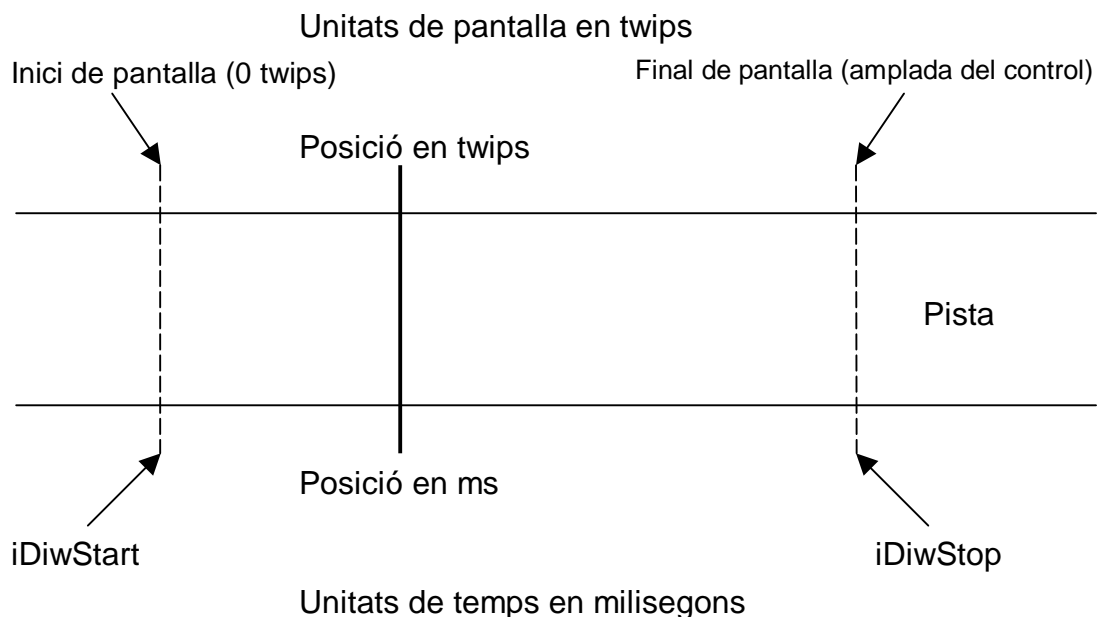 Unitats de pantalla en twips
Inici de pantalla (0 twips)
Final de pantalla (amplada del control)
Posició en twips
Pista
Posició en ms
iDiwStart
iDiwStop
Unitats de temps en milisegons